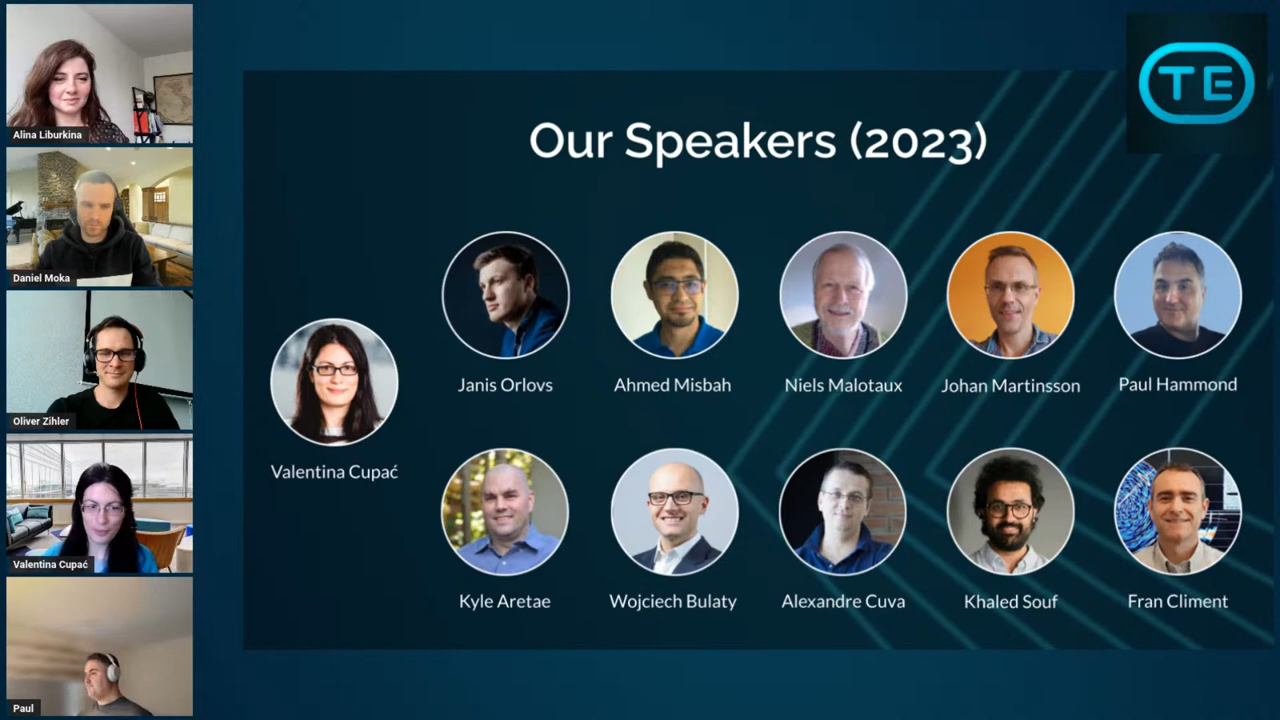 Alina Liburkina
Daniel Moka
Oliver Zihler
Valentina Cupać
Paul
TE
Our Speakers (2023)
Valentina Cupać
Janis Orlovs
Ahmed Misbah
Niels Malotaux
Johan Martinsson
Paul Hammond
Kyle Aretae
Wojciech Bulaty
Alexandre Cuva
Khaled Souf
Fran Climent